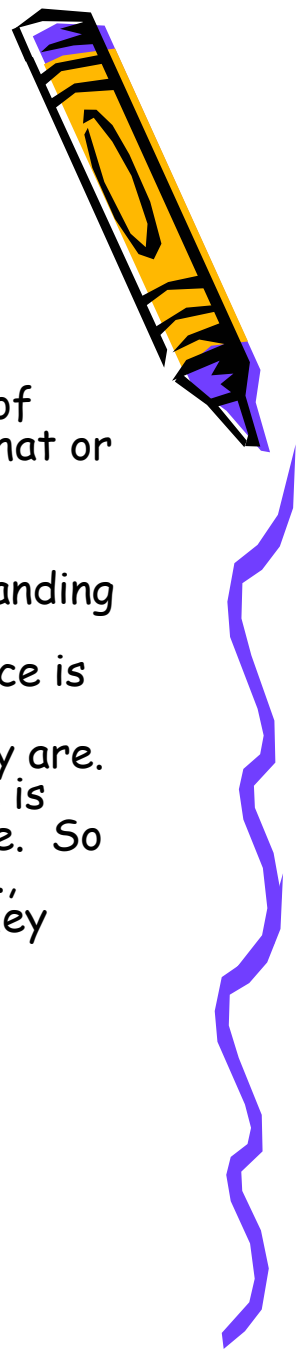 of
hat or
anding
ce is
y are.
is
e.  So
.,
ey